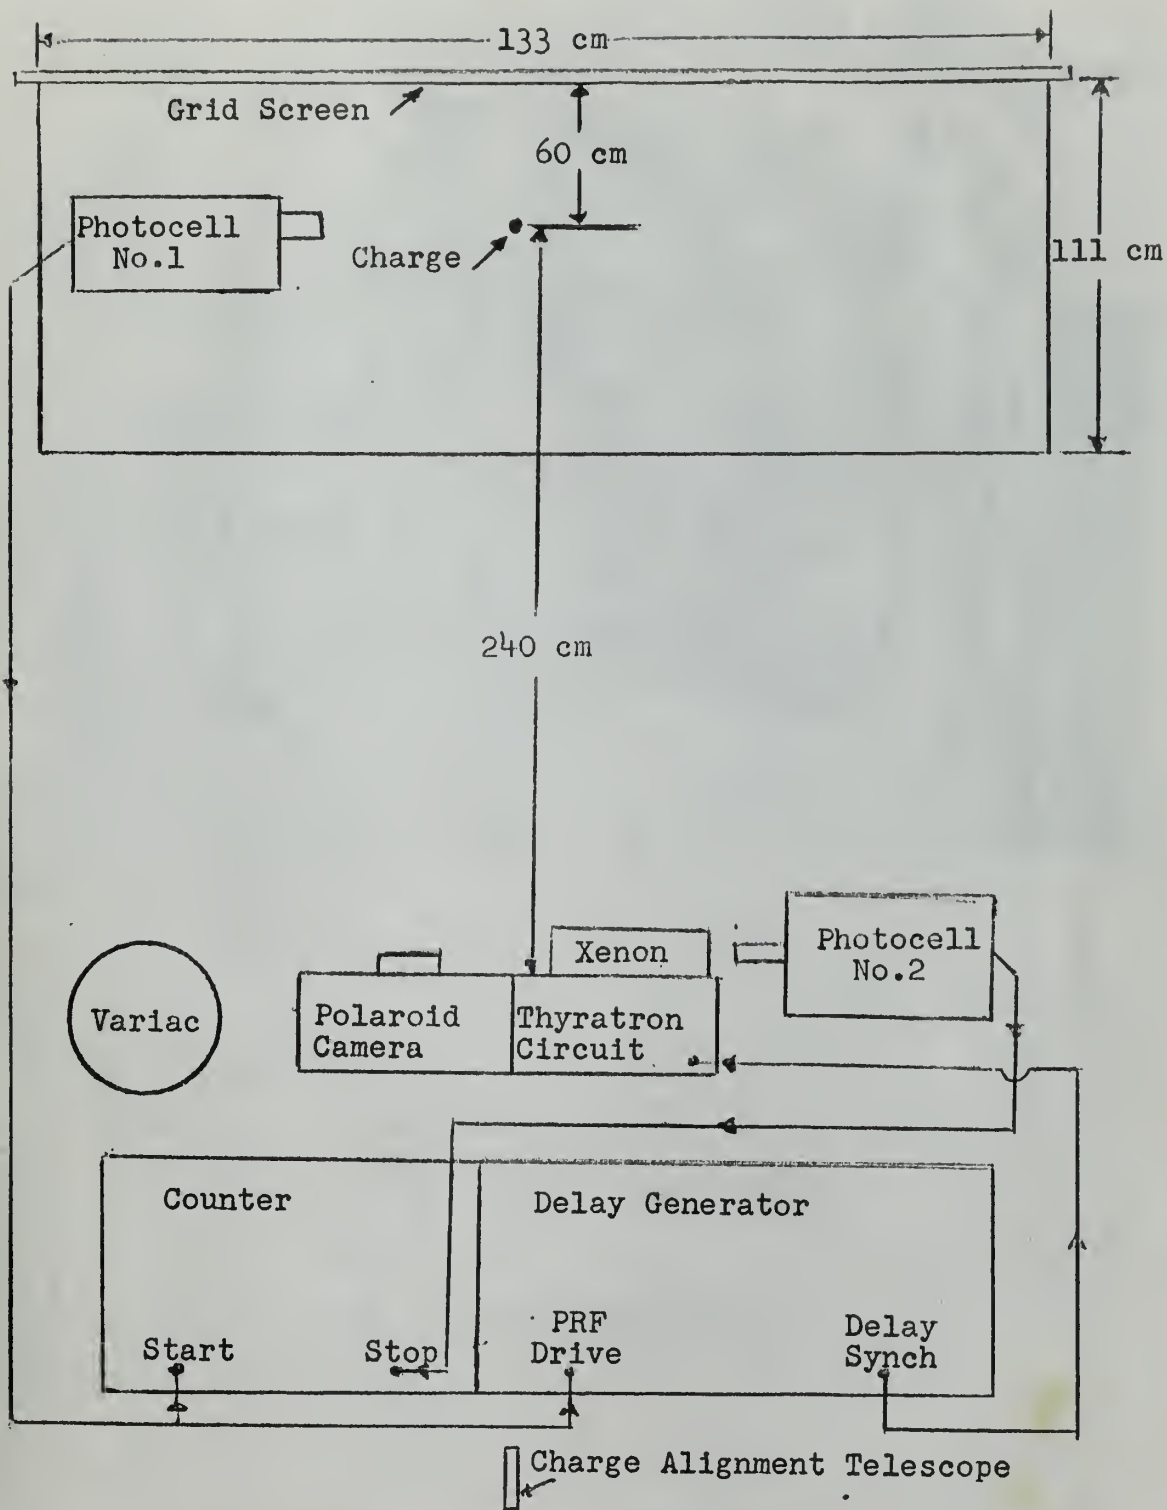 133 cm
Grid Screen
60 cm
Photocell
No.1
Charge
111 cm
240 cm
Xenon
Photocell
No.2
Variac
Polaroid
Camera
Thyratron
Circuit
Counter
Delay Generator
Start
Stop
PRF
Drive
Delay
Synch
Charge Alignment Telescope